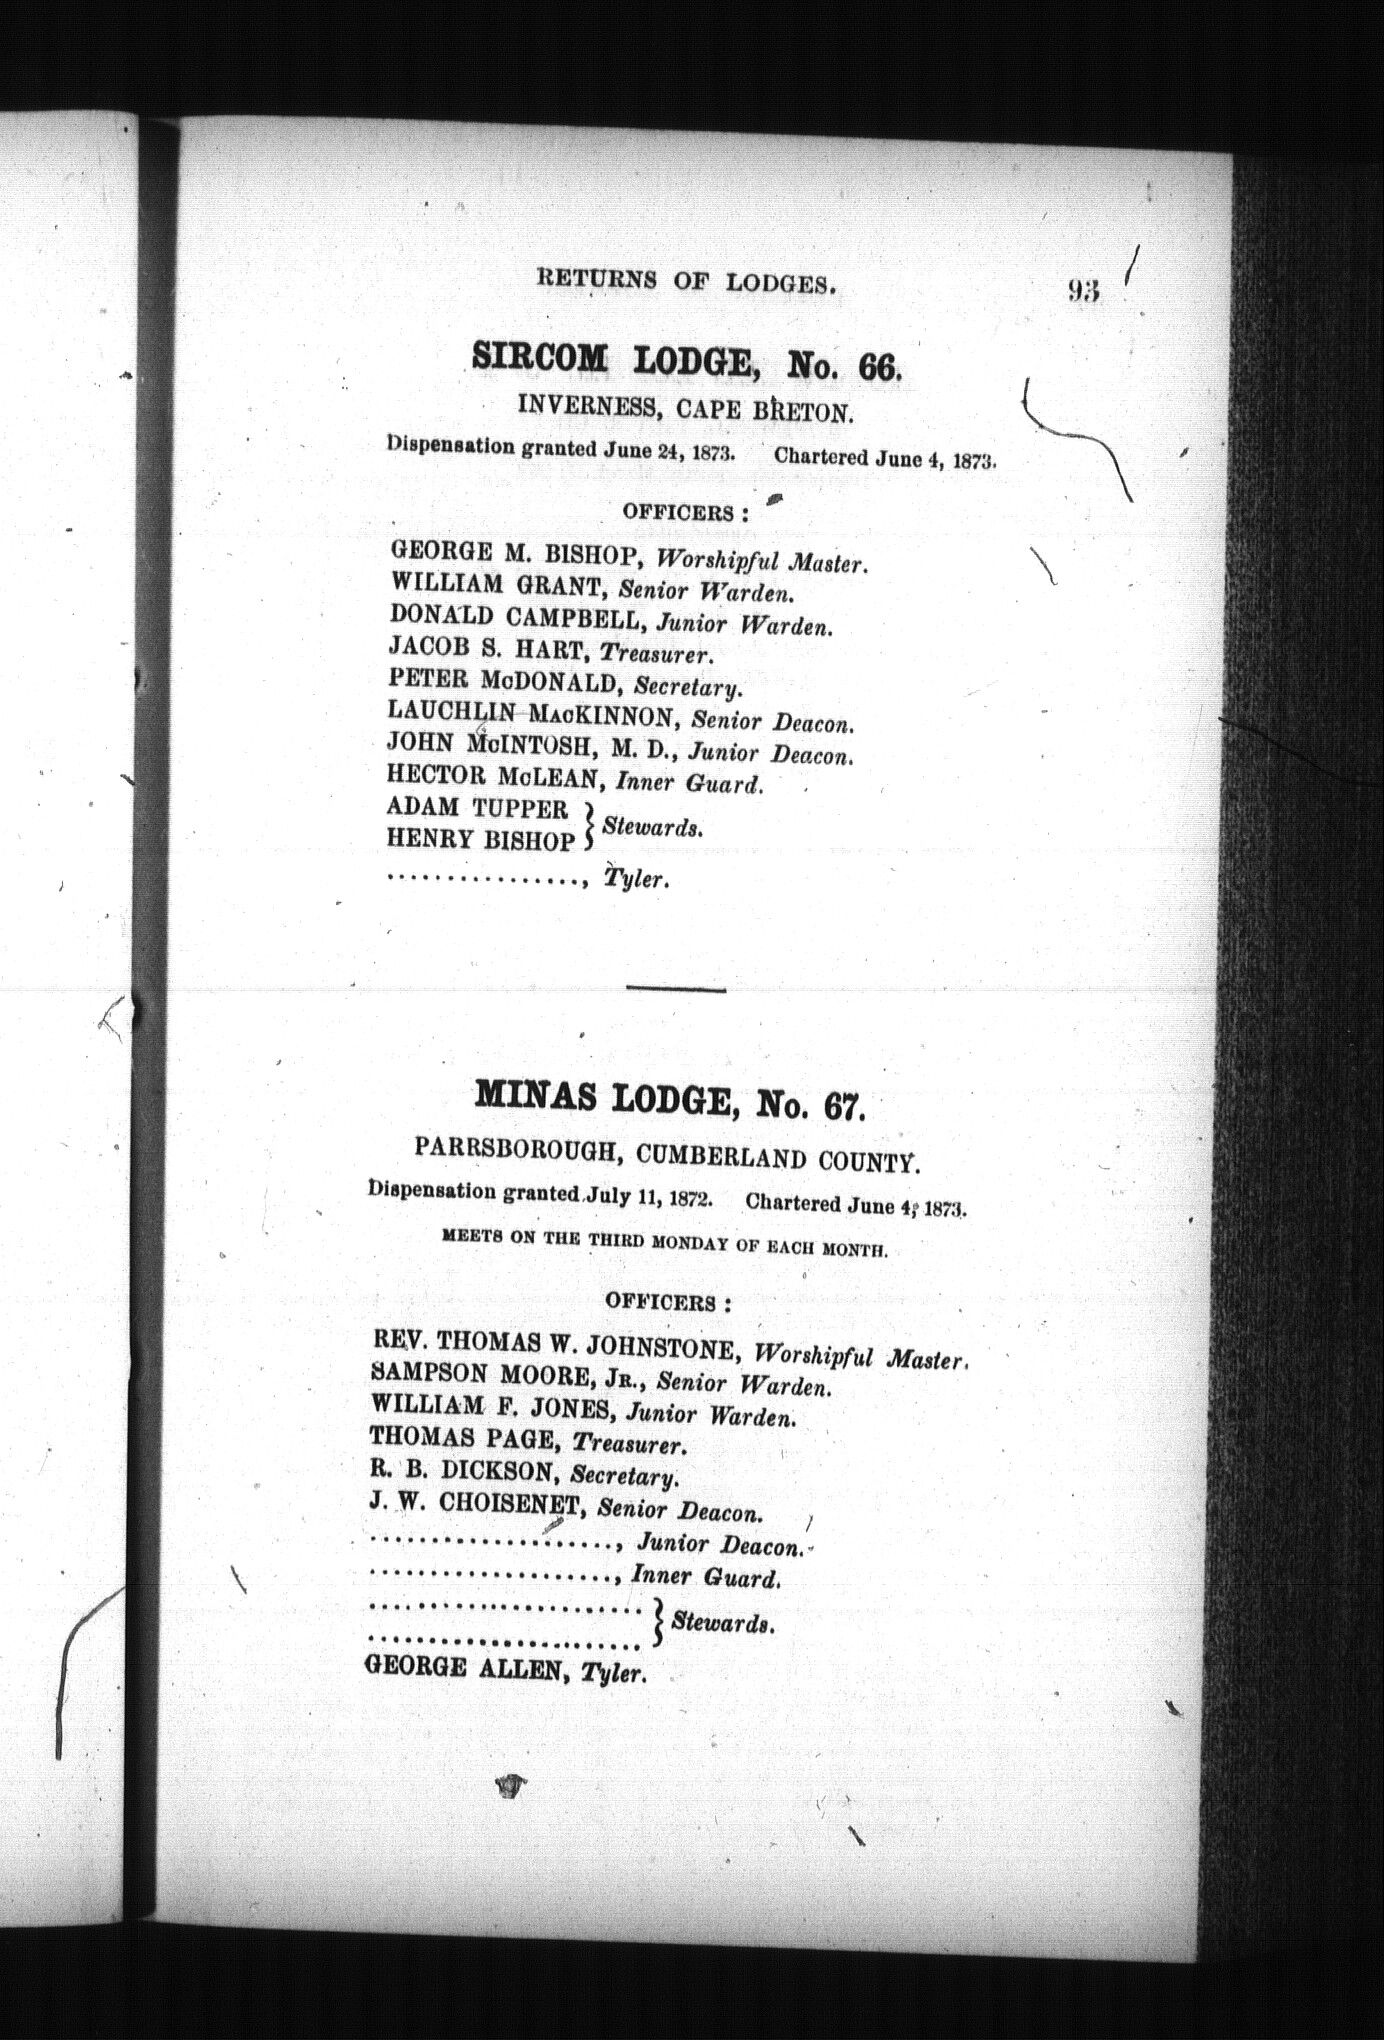 RETURNS OF LODGES. 93
SIRCOM LODGE, No. 66.
INVERNESS, CAPE BRETON.
Dispensation granted June 24, 1873. Chartered June 4, 1873.
OFFICERS:
GEORGE M. BISHOP, Worshipful Master.
WILLIAM GRANT, Senior Warden.
DONALD CAMPBELL, Junior Warden.
JACOB S. HART, Treasurer.
PETER McDONALD, Secretary.
LAUCHLIN MacKINNON, Senior Deacon.
JOHN McINTOSH, M. D., Junior Deacon.
HECTOR McLEAN, Inner Guard.
ADAM TUPPER } Stewards.
HENRY BISHOP
................, Tyler.
MINAS LODGE, No. 67.
PARRSBOROUGH, CUMBERLAND COUNTY.
Dispensation granted July 11, 1872. Chartered June 4, 1873.
MEETS ON THE THIRD MONDAY OF EACH MONTH.
OFFICERS:
REV. THOMAS W. JOHNSTONE, Worshipful Master.
SAMPSON MOORE, JR., Senior Warden.
WILLIAM F. JONES, Junior Warden.
THOMAS PAGE, Treasurer.
R. B. DICKSON, Secretary.
J. W. CHOISENET, Senior Deacon.
...................., Junior Deacon.
...................., Inner Guard.
....................... } Stewards.
.......................
GEORGE ALLEN, Tyler.